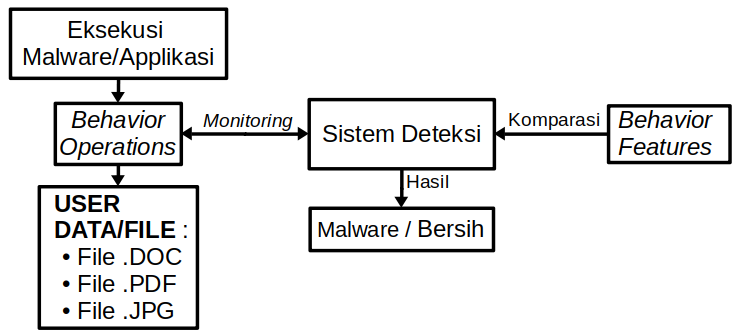 Eksekusi
Malware/Applikasi
Behavior
Operations
Monitoring
Sistem Deteksi
Komparasi
Behavior
Features
Hasil
Malware / Bersih
USER
DATA/FILE :
• File .DOC
• File .PDF
• File .JPG